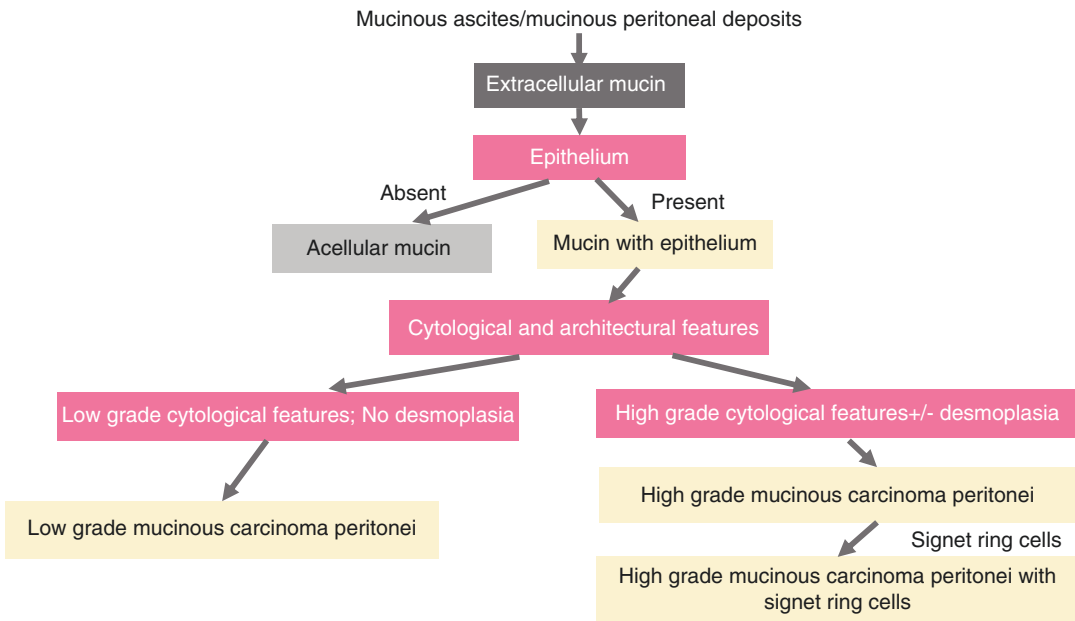 Mucinous ascites/mucinous peritoneal deposits
Extracellular mucin
Epithelium
Absent
Present
Acellular mucin
Mucin with epithelium
Cytological and architectural features
Low grade cytological features; No desmoplasia
High grade cytological features+/- desmoplasia
High grade mucinous carcinoma peritonei
Low grade mucinous carcinoma peritonei
Signet ring cells
High grade mucinous carcinoma peritonei with
signet ring cells